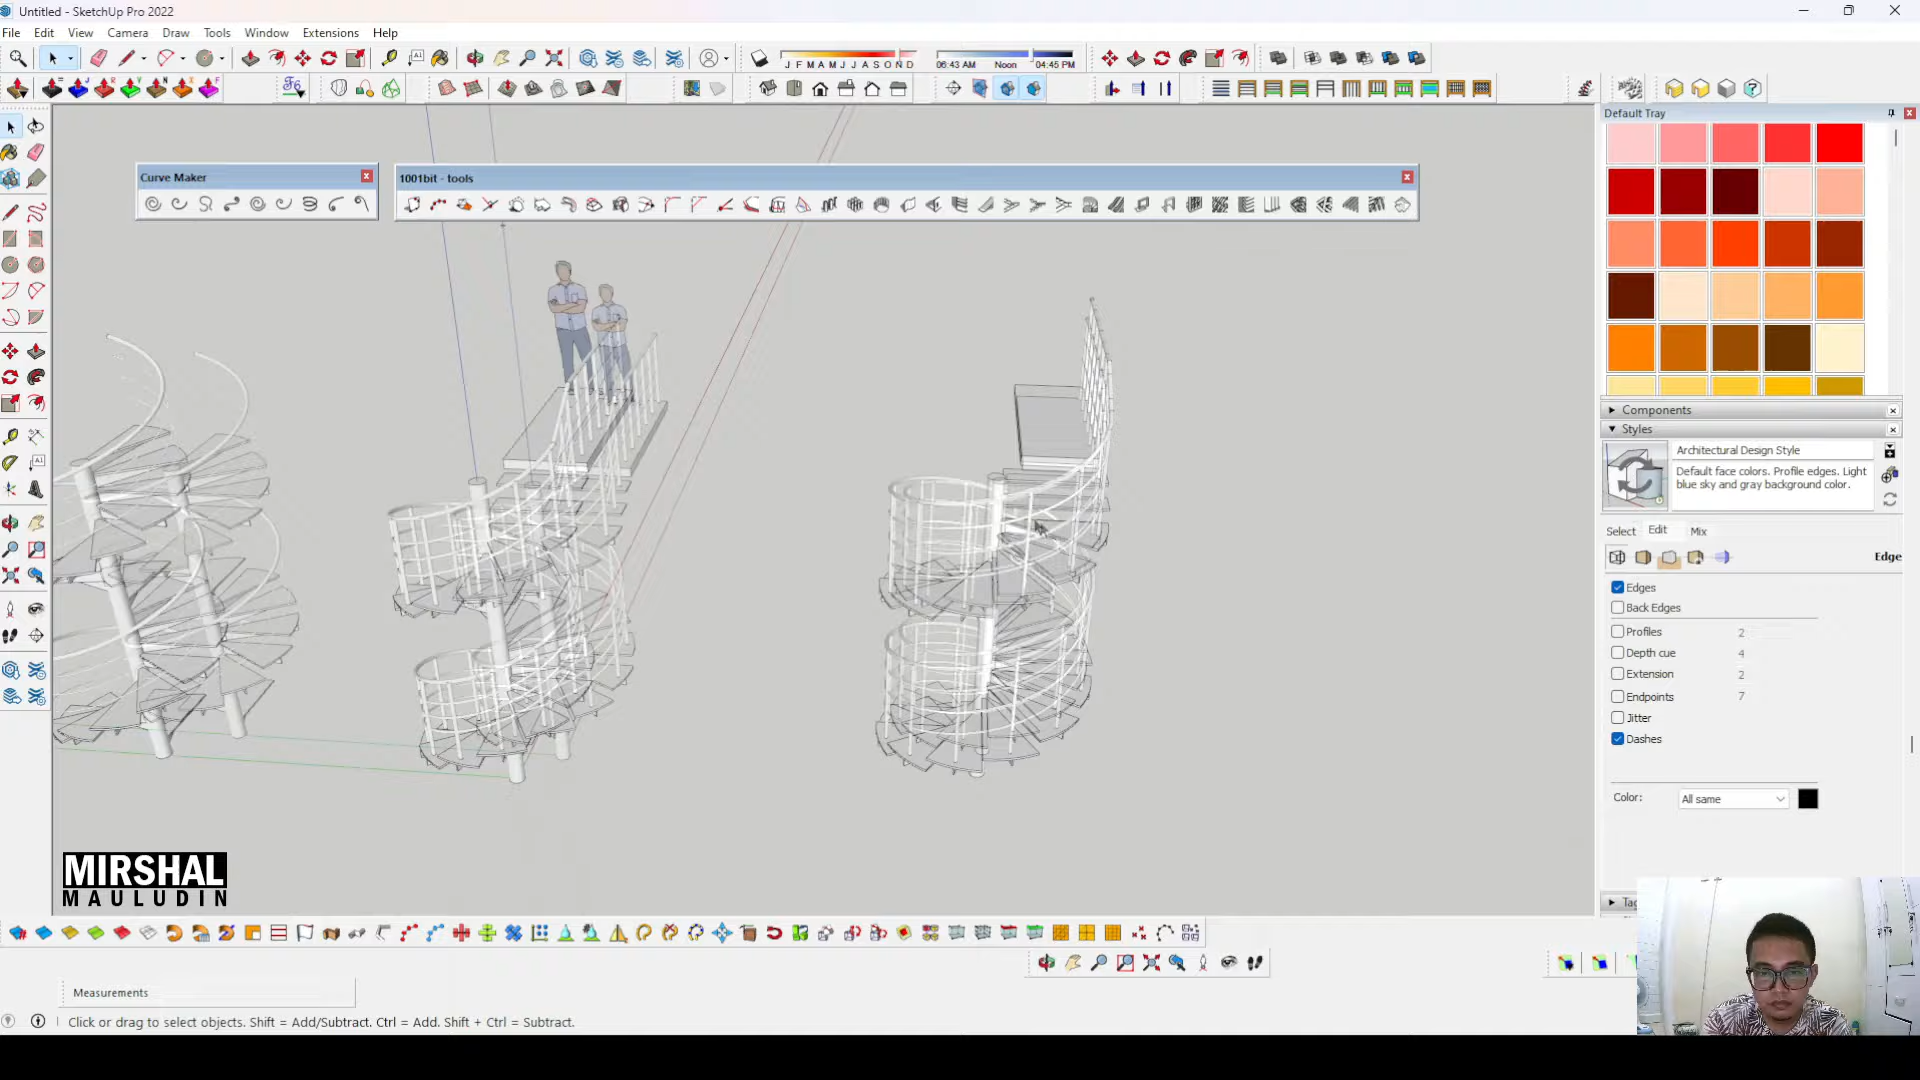 Untitled - SketchUp Pro 2022
File Edit View Camera Draw Tools Window Extensions Help
J F M A M J J A S O N D
06:43 AM Noon 04:45 PM
Default Tray
Curve Maker
1001bit - tools
Components
Styles
Architectural Design Style
Default face colors. Profile edges. Light
blue sky and gray background color.
Select Edit Mix
Edge
Edges
Back Edges
Profiles 2
Depth cue 4
Extension 2
Endpoints 7
Jitter
Dashes
Color: All same
MIRSHAL
MAULUDIN
Measurements
Click or drag to select objects. Shift = Add/Subtract. Ctrl = Add. Shift + Ctrl = Subtract.